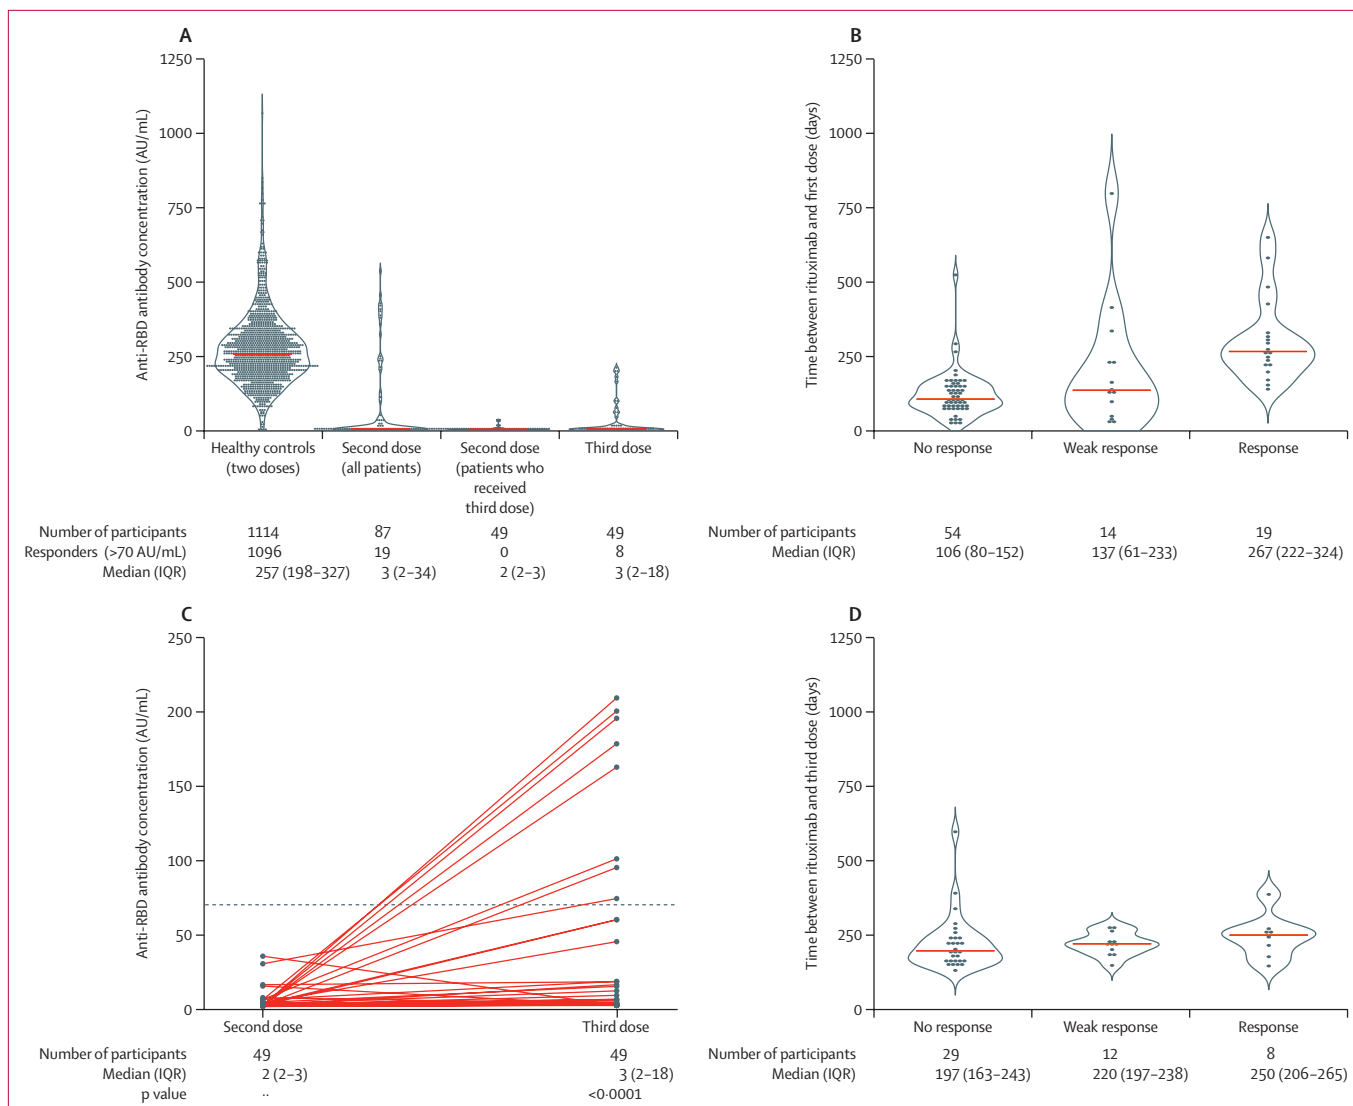 A
Anti-RBD antibody concentration (AU/mL)
1250
1000
750
500
250
0
Healthy controls
(two doses)
Second dose
(all patients)
Second dose
(patients who
received
third dose)
Third dose
Number of participants 1114 87 49 49
Responders (>70 AU/mL) 1096 19 0 8
Median (IQR) 257 (198–327) 3 (2–34) 2 (2–3) 3 (2–18)
B
Time between rituximab and first dose (days)
1250
1000
750
500
250
0
No response Weak response Response
Number of participants 54 14 19
Median (IQR) 106 (80–152) 137 (61–233) 267 (222–324)
C
Anti-RBD antibody concentration (AU/mL)
250
200
150
100
50
0
Second dose Third dose
Number of participants 49 49
Median (IQR) 2 (2–3) 3 (2–18)
p value ·· <0·0001
D
Time between rituximab and third dose (days)
1250
1000
750
500
250
0
No response Weak response Response
Number of participants 29 12 8
Median (IQR) 197 (163–243) 220 (197–238) 250 (206–265)